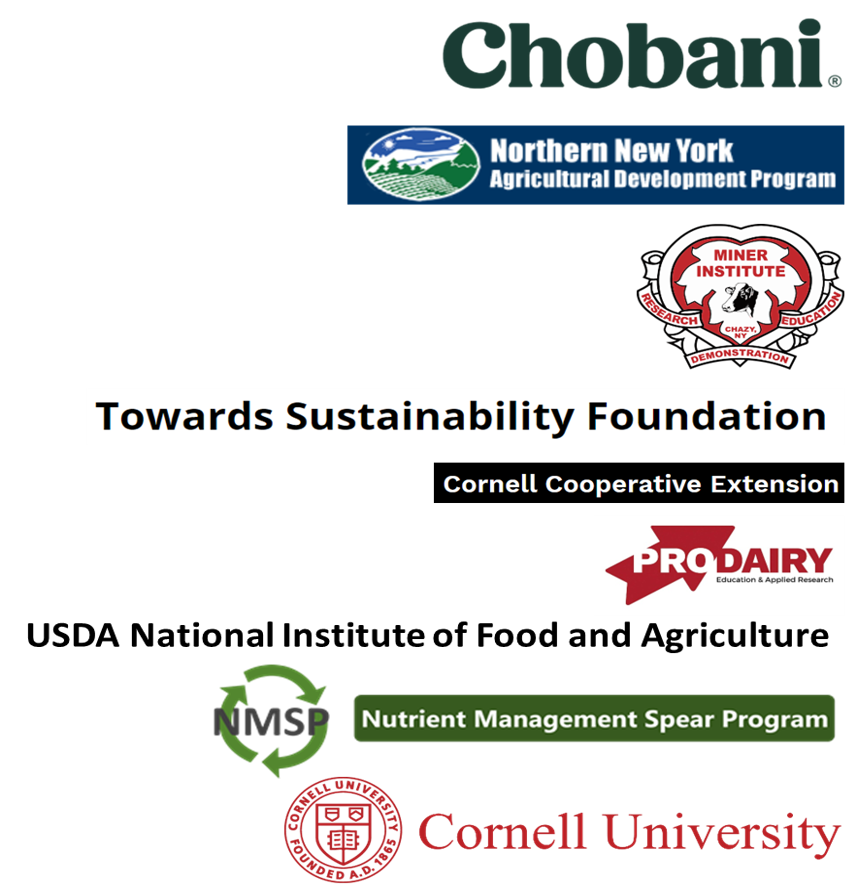 Chobani®
Northern New York
Agricultural Development Program
MINER
INSTITUTE
RESEARCH
EDUCATION
CHAZY,
NY
DEMONSTRATION
Towards Sustainability Foundation
Cornell Cooperative Extension
PRODAIRY
Education & Applied Research
USDA National Institute of Food and Agriculture
NMSP
Nutrient Management Spear Program
CORNELL UNIVERSITY
FOUNDED A.D. 1865
Cornell University